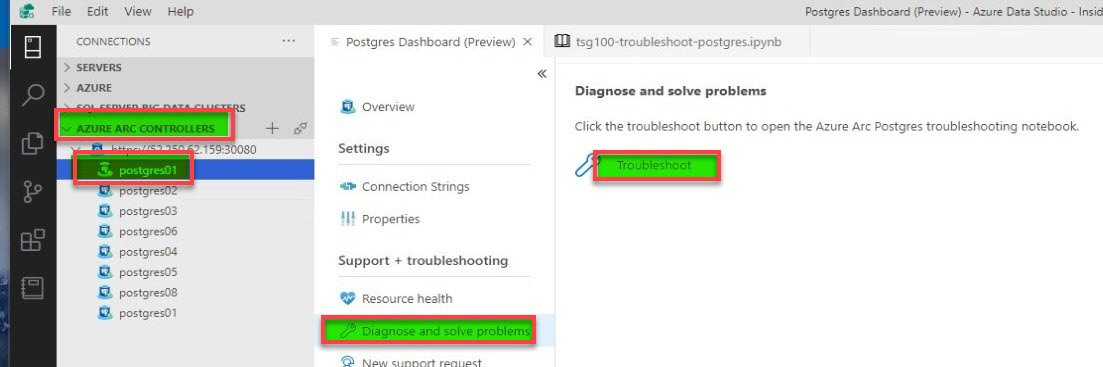 File Edit View Help
Postgres Dashboard (Preview) - Azure Data Studio - Insid
CONNECTIONS ...
SERVERS
AZURE
SQL SERVER BIG DATA CLUSTERS
AZURE ARC CONTROLLERS
https://52.250.62.159:30080
postgres01
postgres02
postgres03
postgres06
postgres04
postgres05
postgres08
postgres01
Postgres Dashboard (Preview)
tsg100-troubleshoot-postgres.ipynb
Overview
Settings
Connection Strings
Properties
Support + troubleshooting
Resource health
Diagnose and solve problems
New support request
Diagnose and solve problems
Click the troubleshoot button to open the Azure Arc Postgres troubleshooting notebook.
Troubleshoot